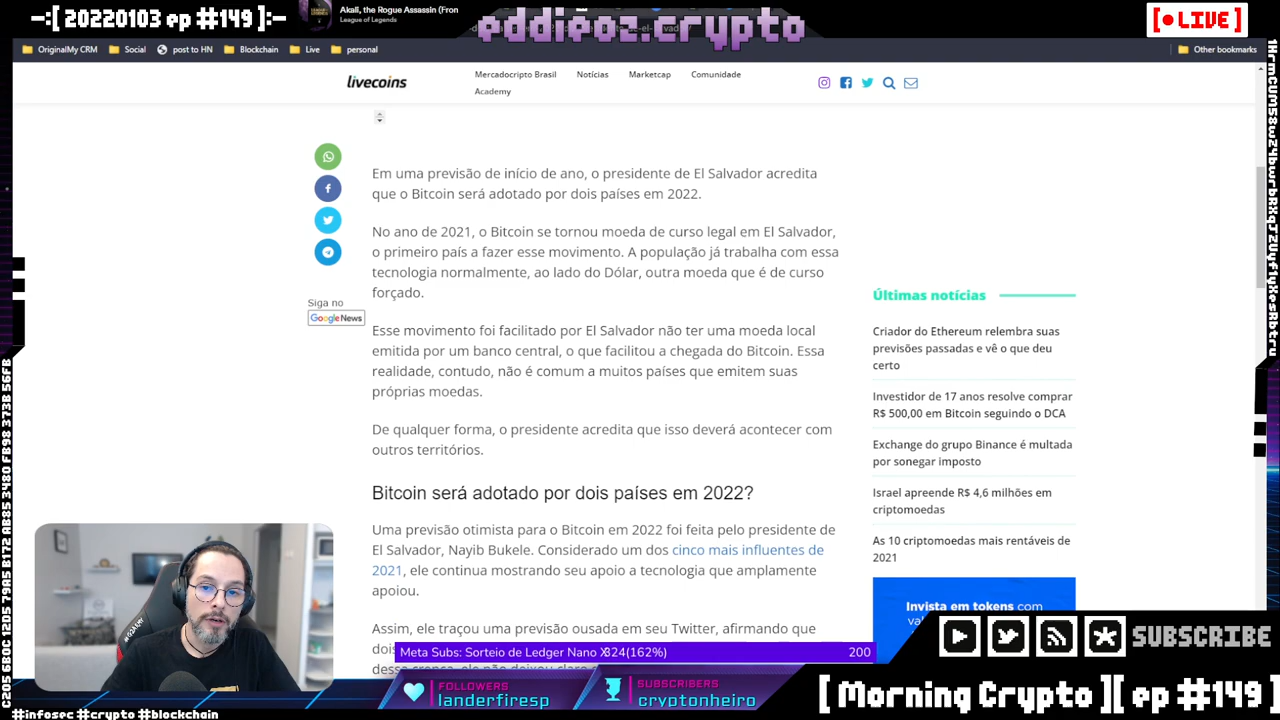 -:[ 20220103 ep #149 ]:-
Akali, the Rogue Assassin (Fron
League of Legends
eddieoz.crypto
[ ● LIVE ]
OriginalMy CRM
Social
post to HN
Blockchain
Live
personal
Other bookmarks
livecoins
Mercadocripto Brasil
Notícias
Marketcap
Comunidade
Academy
Em uma previsão de início de ano, o presidente de El Salvador acredita
que o Bitcoin será adotado por dois países em 2022.
No ano de 2021, o Bitcoin se tornou moeda de curso legal em El Salvador,
o primeiro país a fazer esse movimento. A população já trabalha com essa
tecnologia normalmente, ao lado do Dólar, outra moeda que é de curso
forçado.
Siga no
Google News
Esse movimento foi facilitado por El Salvador não ter uma moeda local
emitida por um banco central, o que facilitou a chegada do Bitcoin. Essa
realidade, contudo, não é comum a muitos países que emitem suas
próprias moedas.
De qualquer forma, o presidente acredita que isso deverá acontecer com
outros territórios.
Bitcoin será adotado por dois países em 2022?
Uma previsão otimista para o Bitcoin em 2022 foi feita pelo presidente de
El Salvador, Nayib Bukele. Considerado um dos cinco mais influentes de
2021, ele continua mostrando seu apoio a tecnologia que amplamente
apoiou.
Assim, ele traçou uma previsão ousada em seu Twitter, afirmando que
Últimas notícias
Criador do Ethereum relembra suas
previsões passadas e vê o que deu
certo
Investidor de 17 anos resolve comprar
R$ 500,00 em Bitcoin seguindo o DCA
Exchange do grupo Binance é multada
por sonegar imposto
Israel apreende R$ 4,6 milhões em
criptomoedas
As 10 criptomoedas mais rentáveis de
2021
Invista em tokens com
SUBSCRIBE
Meta Subs: Sorteio de Ledger Nano X
324(162%)
200
FOLLOWERS
landerfiresp
SUBSCRIBERS
cryptonheiro
[ Morning Crypto ][ ep #149 ]
#infosec #crypto #blockchain